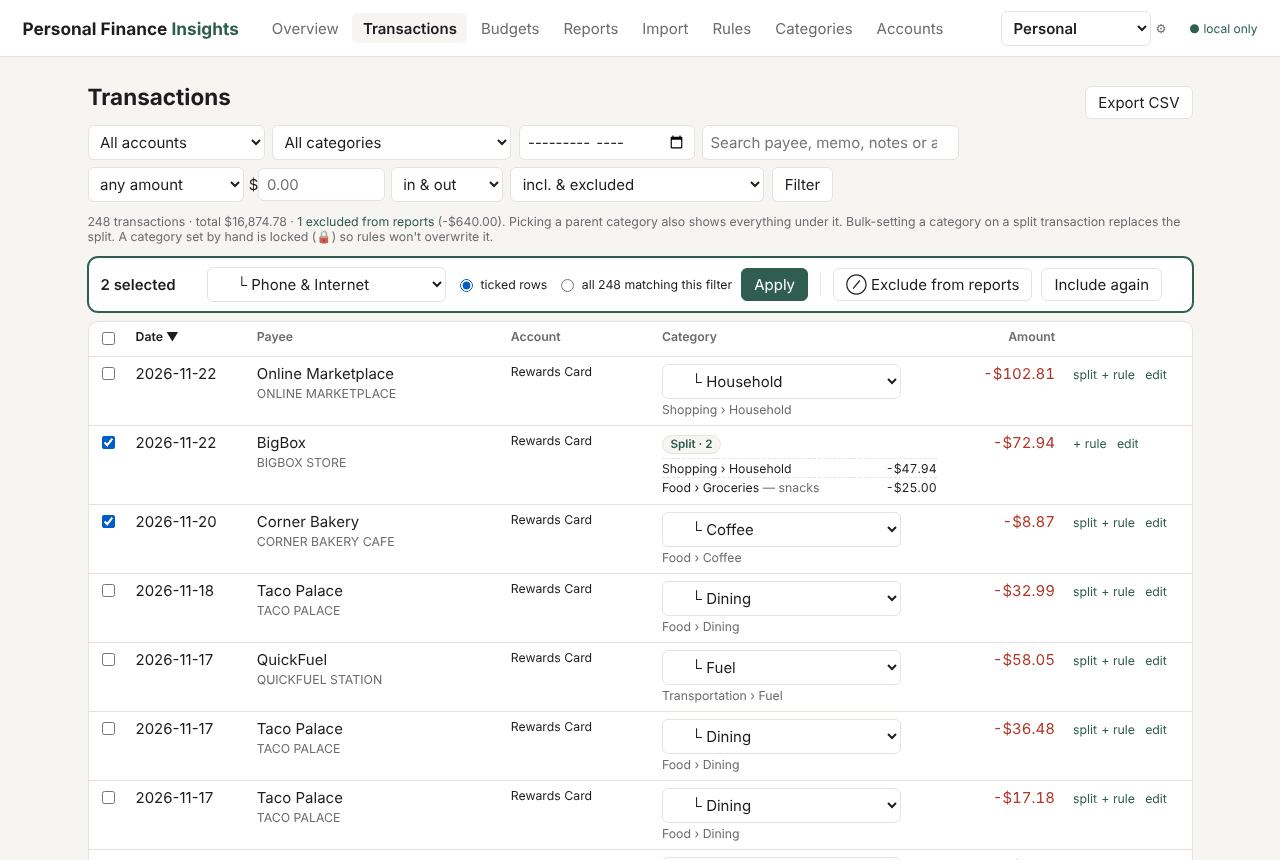 Personal Finance Insights Overview Transactions Budgets Reports Import Rules Categories Accounts Personal ⚙ local only
Transactions Export CSV
All accounts All categories --------- ---- Search payee, memo, notes or a
any amount $ 0.00 in & out incl. & excluded Filter
248 transactions · total $16,874.78 · 1 excluded from reports (-$640.00). Picking a parent category also shows everything under it. Bulk-setting a category on a split transaction replaces the
split. A category set by hand is locked (🔒) so rules won't overwrite it.
2 selected └ Phone & Internet ticked rows all 248 matching this filter Apply Exclude from reports Include again
Date ▼ Payee Account Category Amount
2026-11-22 Online Marketplace Rewards Card └ Household -$102.81 split + rule edit
ONLINE MARKETPLACE Shopping › Household
2026-11-22 BigBox Rewards Card Split · 2 -$72.94 + rule edit
BIGBOX STORE Shopping › Household -$47.94
Food › Groceries — snacks -$25.00
2026-11-20 Corner Bakery Rewards Card └ Coffee -$8.87 split + rule edit
CORNER BAKERY CAFE Food › Coffee
2026-11-18 Taco Palace Rewards Card └ Dining -$32.99 split + rule edit
TACO PALACE Food › Dining
2026-11-17 QuickFuel Rewards Card └ Fuel -$58.05 split + rule edit
QUICKFUEL STATION Transportation › Fuel
2026-11-17 Taco Palace Rewards Card └ Dining -$36.48 split + rule edit
TACO PALACE Food › Dining
2026-11-17 Taco Palace Rewards Card └ Dining -$17.18 split + rule edit
TACO PALACE Food › Dining